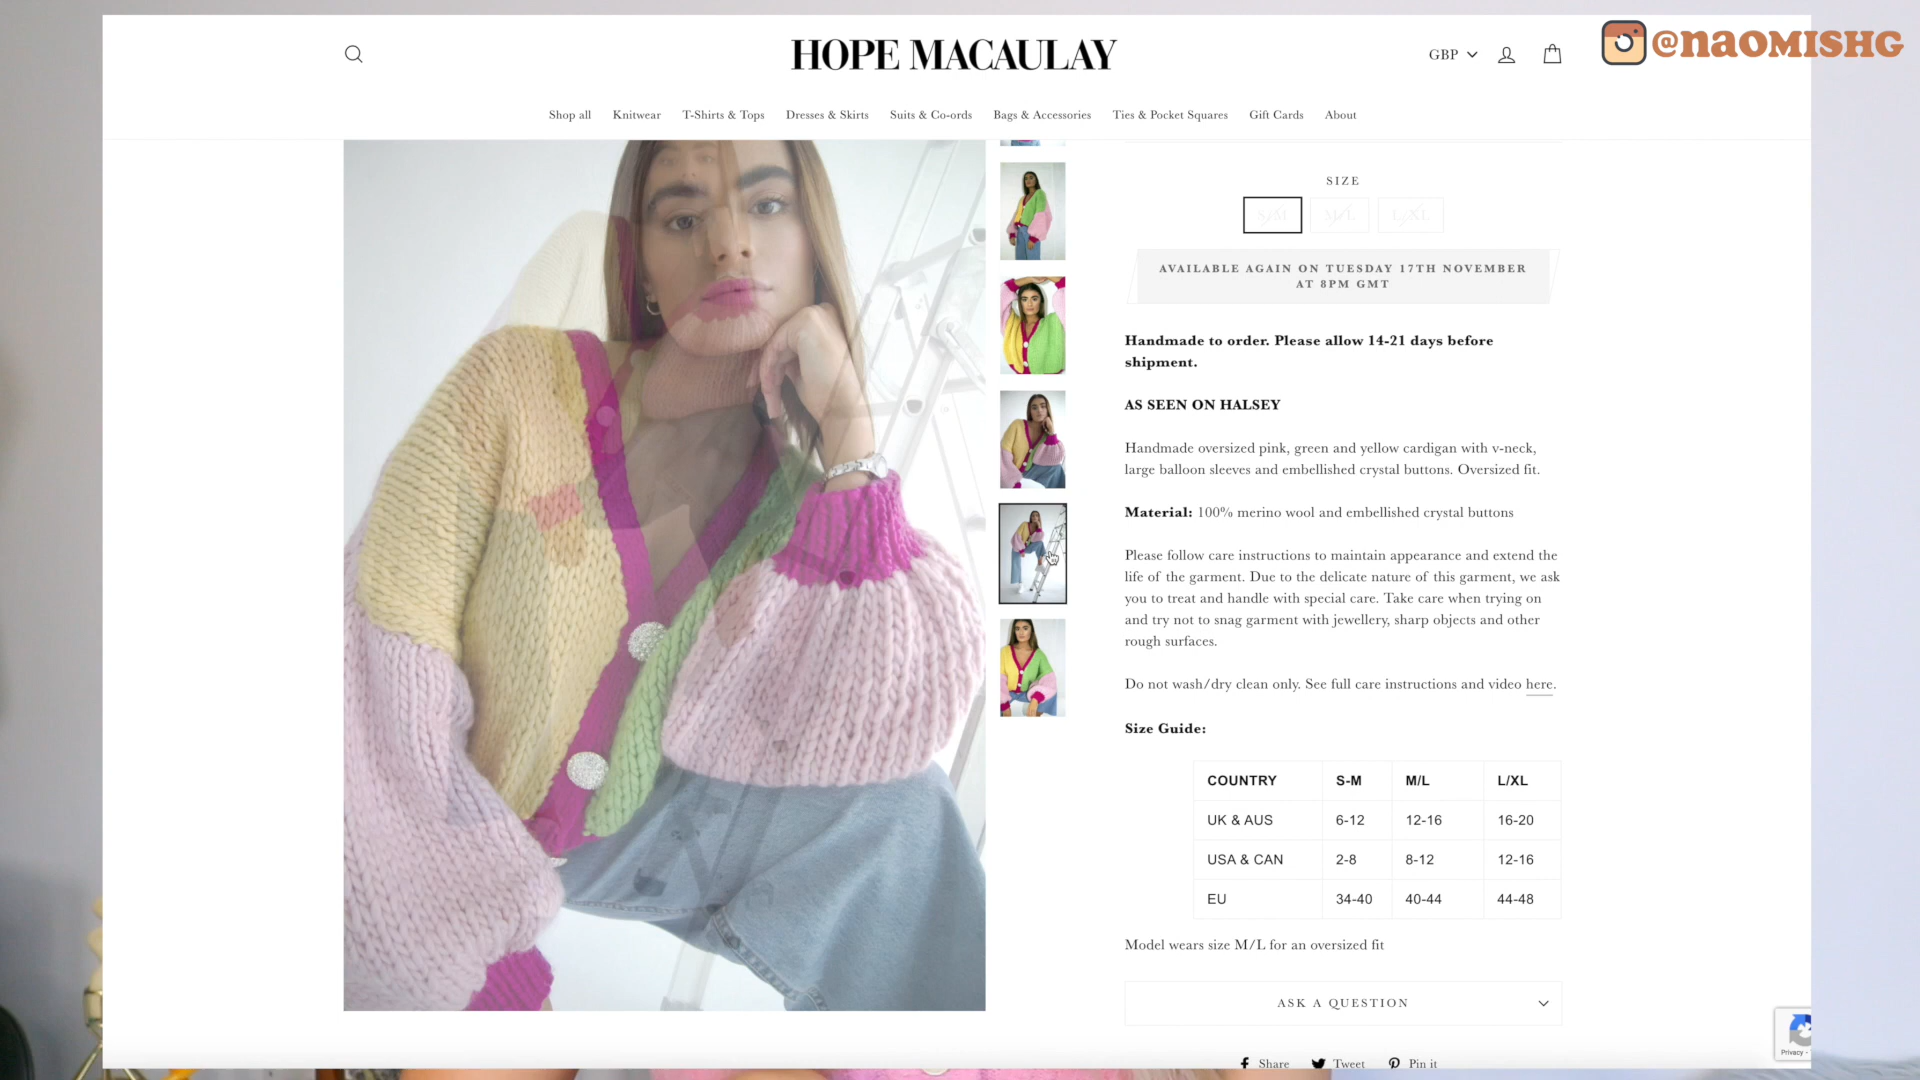 @NAOMISHG
HOPE MACAULAY
GBP
Shop all Knitwear T-Shirts & Tops Dresses & Skirts Suits & Co-ords Bags & Accessories Ties & Pocket Squares Gift Cards About
SIZE
S-M M/L L/XL
AVAILABLE AGAIN ON TUESDAY 17TH NOVEMBER
AT 8PM GMT
Handmade to order. Please allow 14-21 days before
shipment.
AS SEEN ON HALSEY
Handmade oversized pink, green and yellow cardigan with v-neck,
large balloon sleeves and embellished crystal buttons. Oversized fit.
Material: 100% merino wool and embellished crystal buttons
Please follow care instructions to maintain appearance and extend the
life of the garment. Due to the delicate nature of this garment, we ask
you to treat and handle with special care. Take care when trying on
and try not to snag garment with jewellery, sharp objects and other
rough surfaces.
Do not wash/dry clean only. See full care instructions and video here.
Size Guide:
COUNTRY S-M M/L L/XL
UK & AUS 6-12 12-16 16-20
USA & CAN 2-8 8-12 12-16
EU 34-40 40-44 44-48
Model wears size M/L for an oversized fit
ASK A QUESTION
Privacy -
Share Tweet Pin it